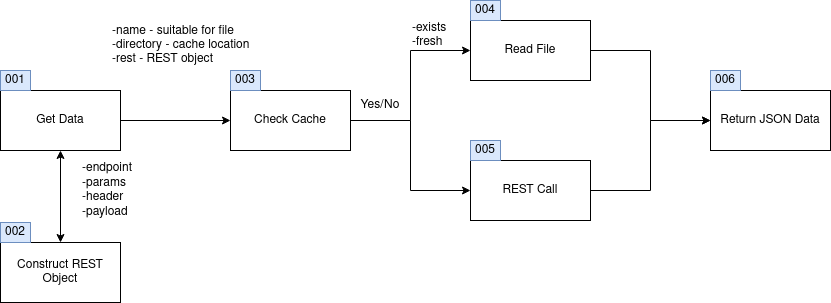 -name - suitable for file
-directory - cache location
-rest - REST object
001
Get Data
-endpoint
-params
-header
-payload
002
Construct REST
Object
003
Check Cache
Yes/No
-exists
-fresh
004
Read File
005
REST Call
006
Return JSON Data